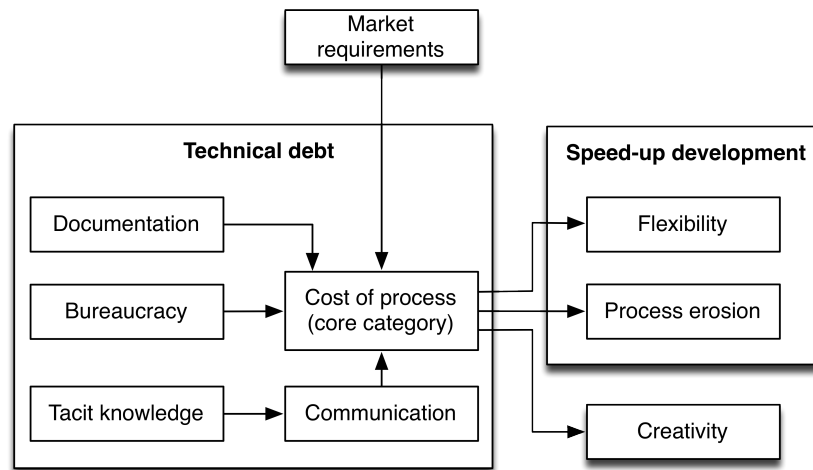 Market
requirements
Technical debt
Speed-up development
Documentation
Flexibility
Bureaucracy
Cost of process
(core category)
Process erosion
Tacit knowledge
Communication
Creativity